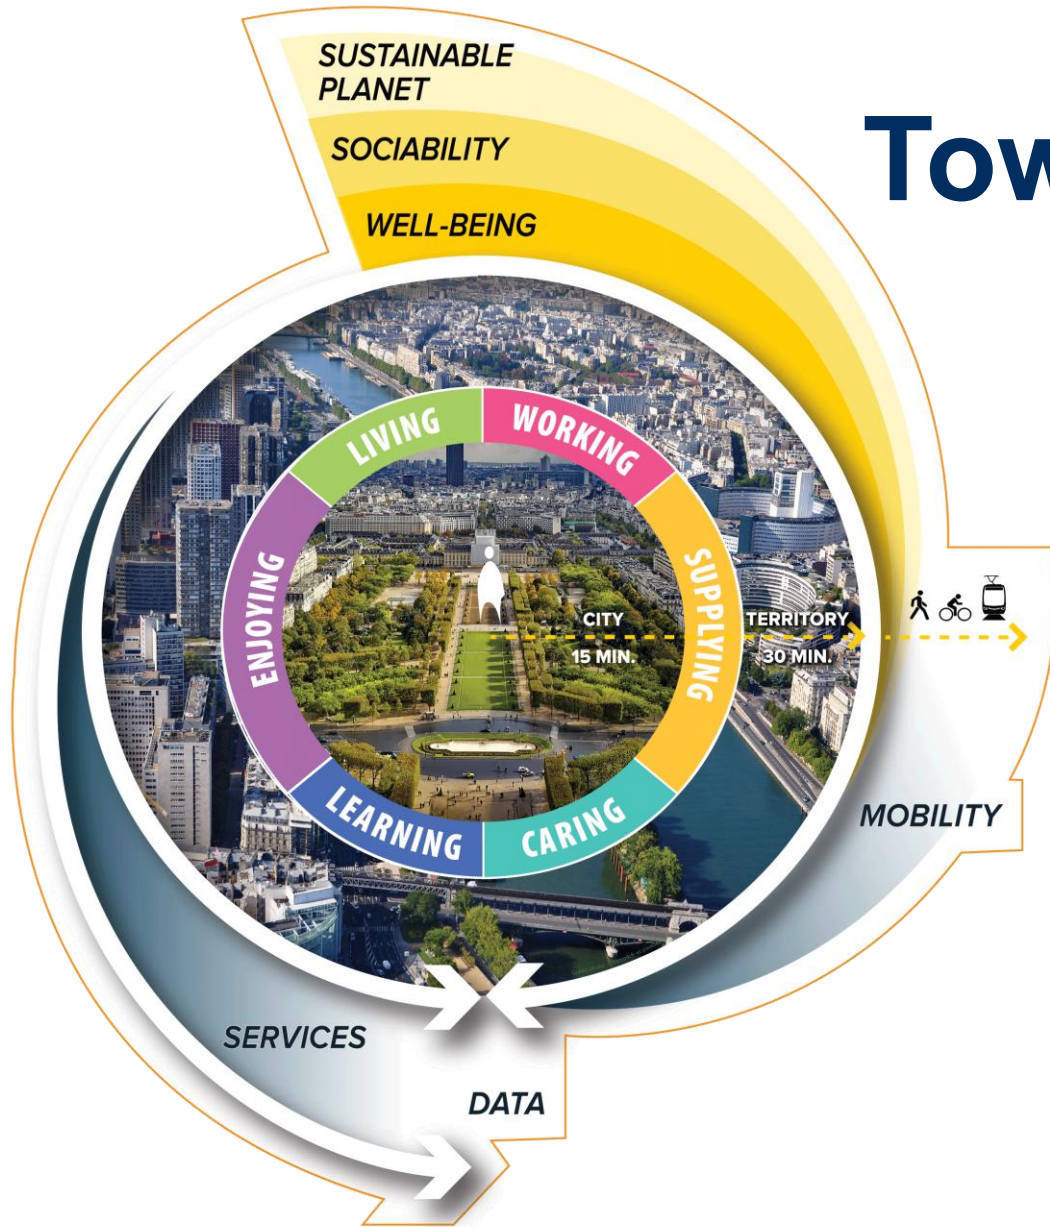 SUSTAINABLE
PLANET
SOCIABILITY
WELL-BEING
LIVING
WORKING
ENJOYING
SUPPLYING
CITY
15 MIN.
TERRITORY
30 MIN.
LEARNING
CARING
MOBILITY
SERVICES
DATA